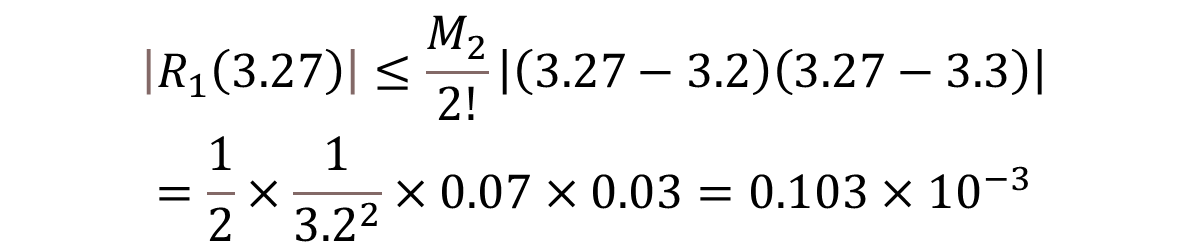 |R₁(3.27)| ≤ M₂/2! |(3.27 − 3.2)(3.27 − 3.3)|
= 1/2 × 1/3.2² × 0.07 × 0.03 = 0.103 × 10⁻³